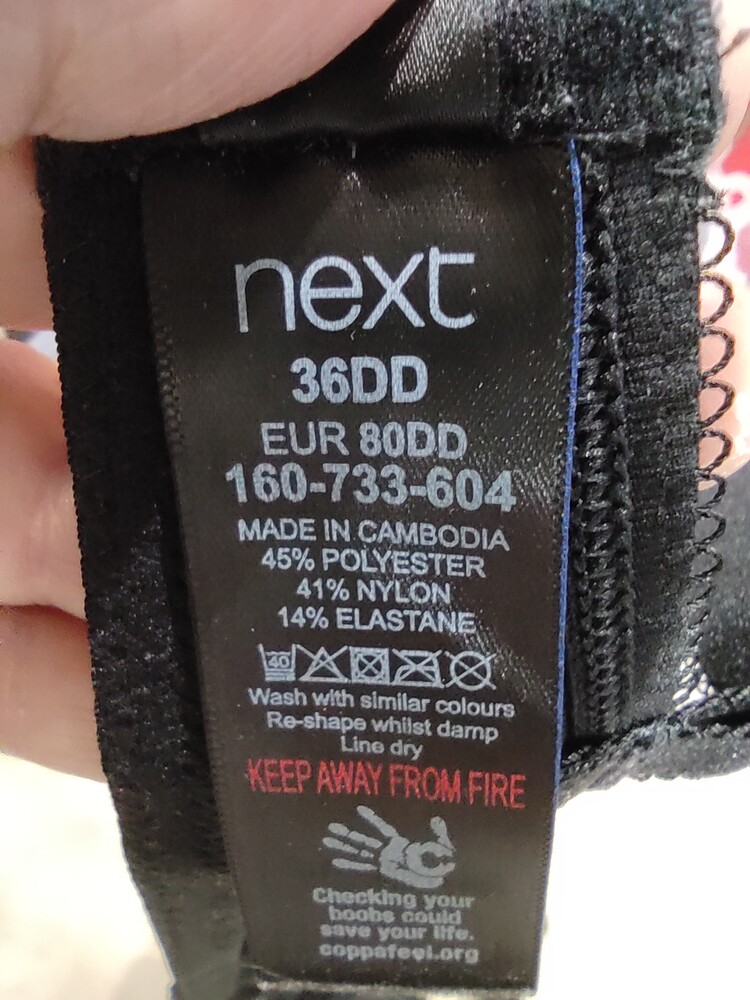 next
36DD
EUR 80DD
160-733-604
MADE IN CAMBODIA
45% POLYESTER
41% NYLON
14% ELASTANE
40
Wash with similar colours
Re-shape whilst damp
Line dry
KEEP AWAY FROM FIRE
C
Checking your
boobs could
save your life.
coppafeel.org